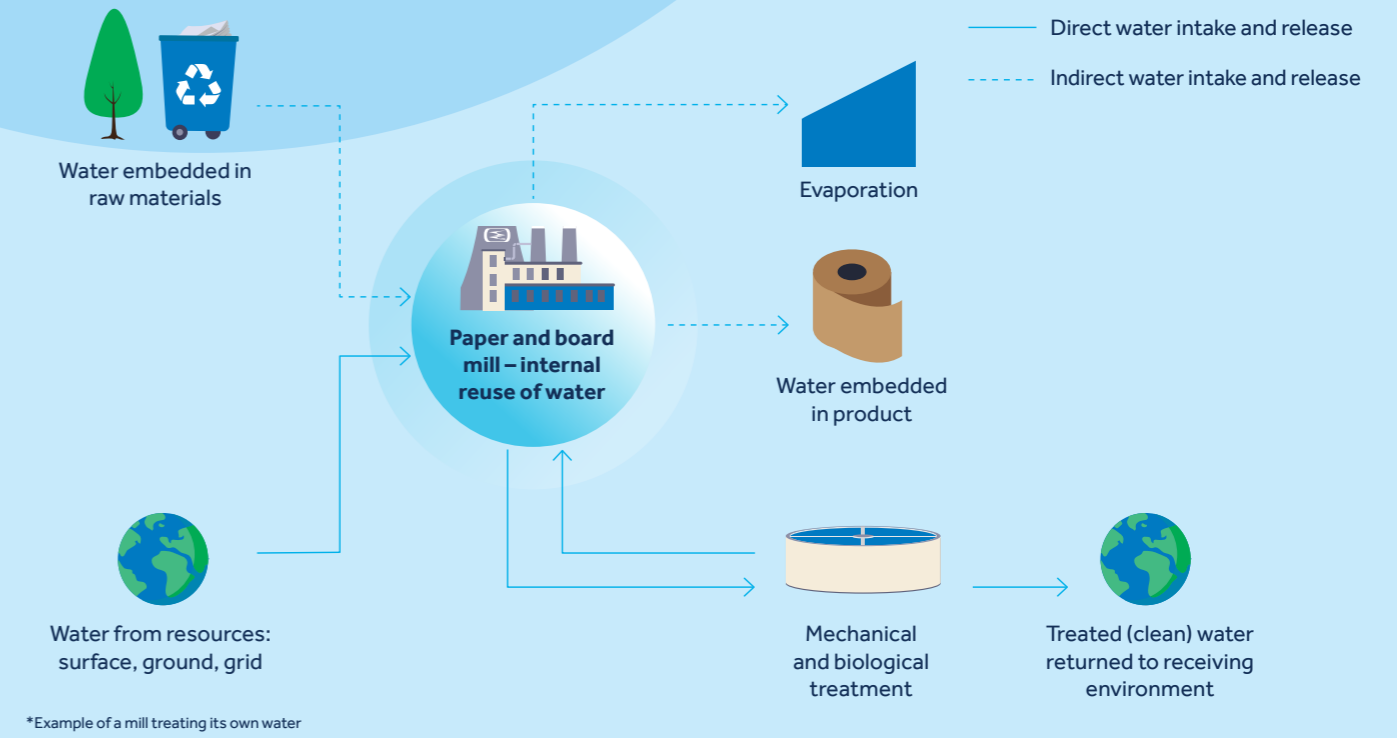 Direct water intake and release
Indirect water intake and release
Water embedded in
raw materials
Evaporation
Paper and board
mill – internal
reuse of water
Water embedded
in product
Water from resources:
surface, ground, grid
Mechanical
and biological
treatment
Treated (clean) water
returned to receiving
environment
*Example of a mill treating its own water